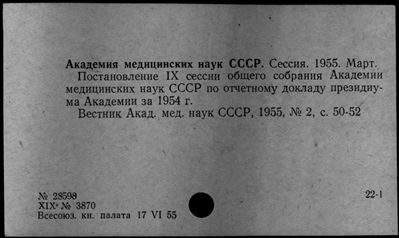 Академия медицинских наук СССР. Сессия. 1955. Март.
Постановление IX сессии общего собрания Академии
медицинских наук СССР по отчетному докладу президиу-
ма Академии за 1954 г.
Вестник Акад. мед. наук СССР, 1955, № 2, с. 50-52
№ 28598
22-1
XIXª № 3870
Всесоюз. кн. палата 17 VI 55